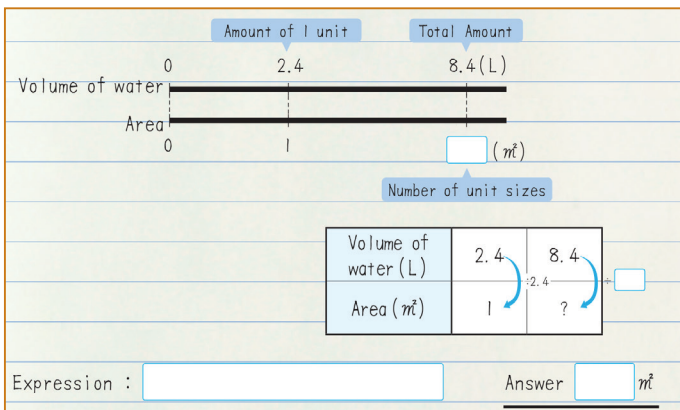 Amount of 1 unit Total Amount
0 2.4 8.4(L)
Volume of water
Area
0 1 (m²)
Number of unit sizes
Volume of water(L) 2.4 8.4
÷2.4 ÷
Area(m²) 1 ?
Expression : Answer m²